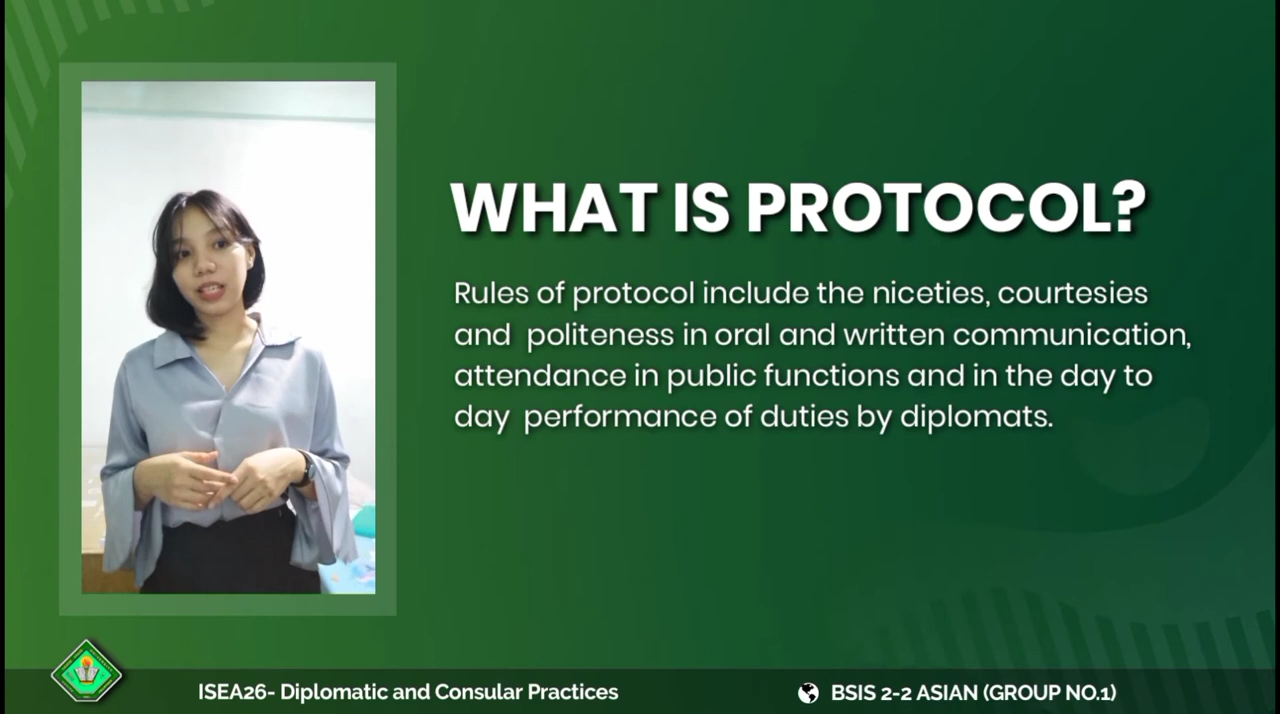 WHAT IS PROTOCOL?
Rules of protocol include the niceties, courtesies
and politeness in oral and written communication,
attendance in public functions and in the day to
day performance of duties by diplomats.
ISEA26- Diplomatic and Consular Practices
BSIS 2-2 ASIAN (GROUP NO.1)